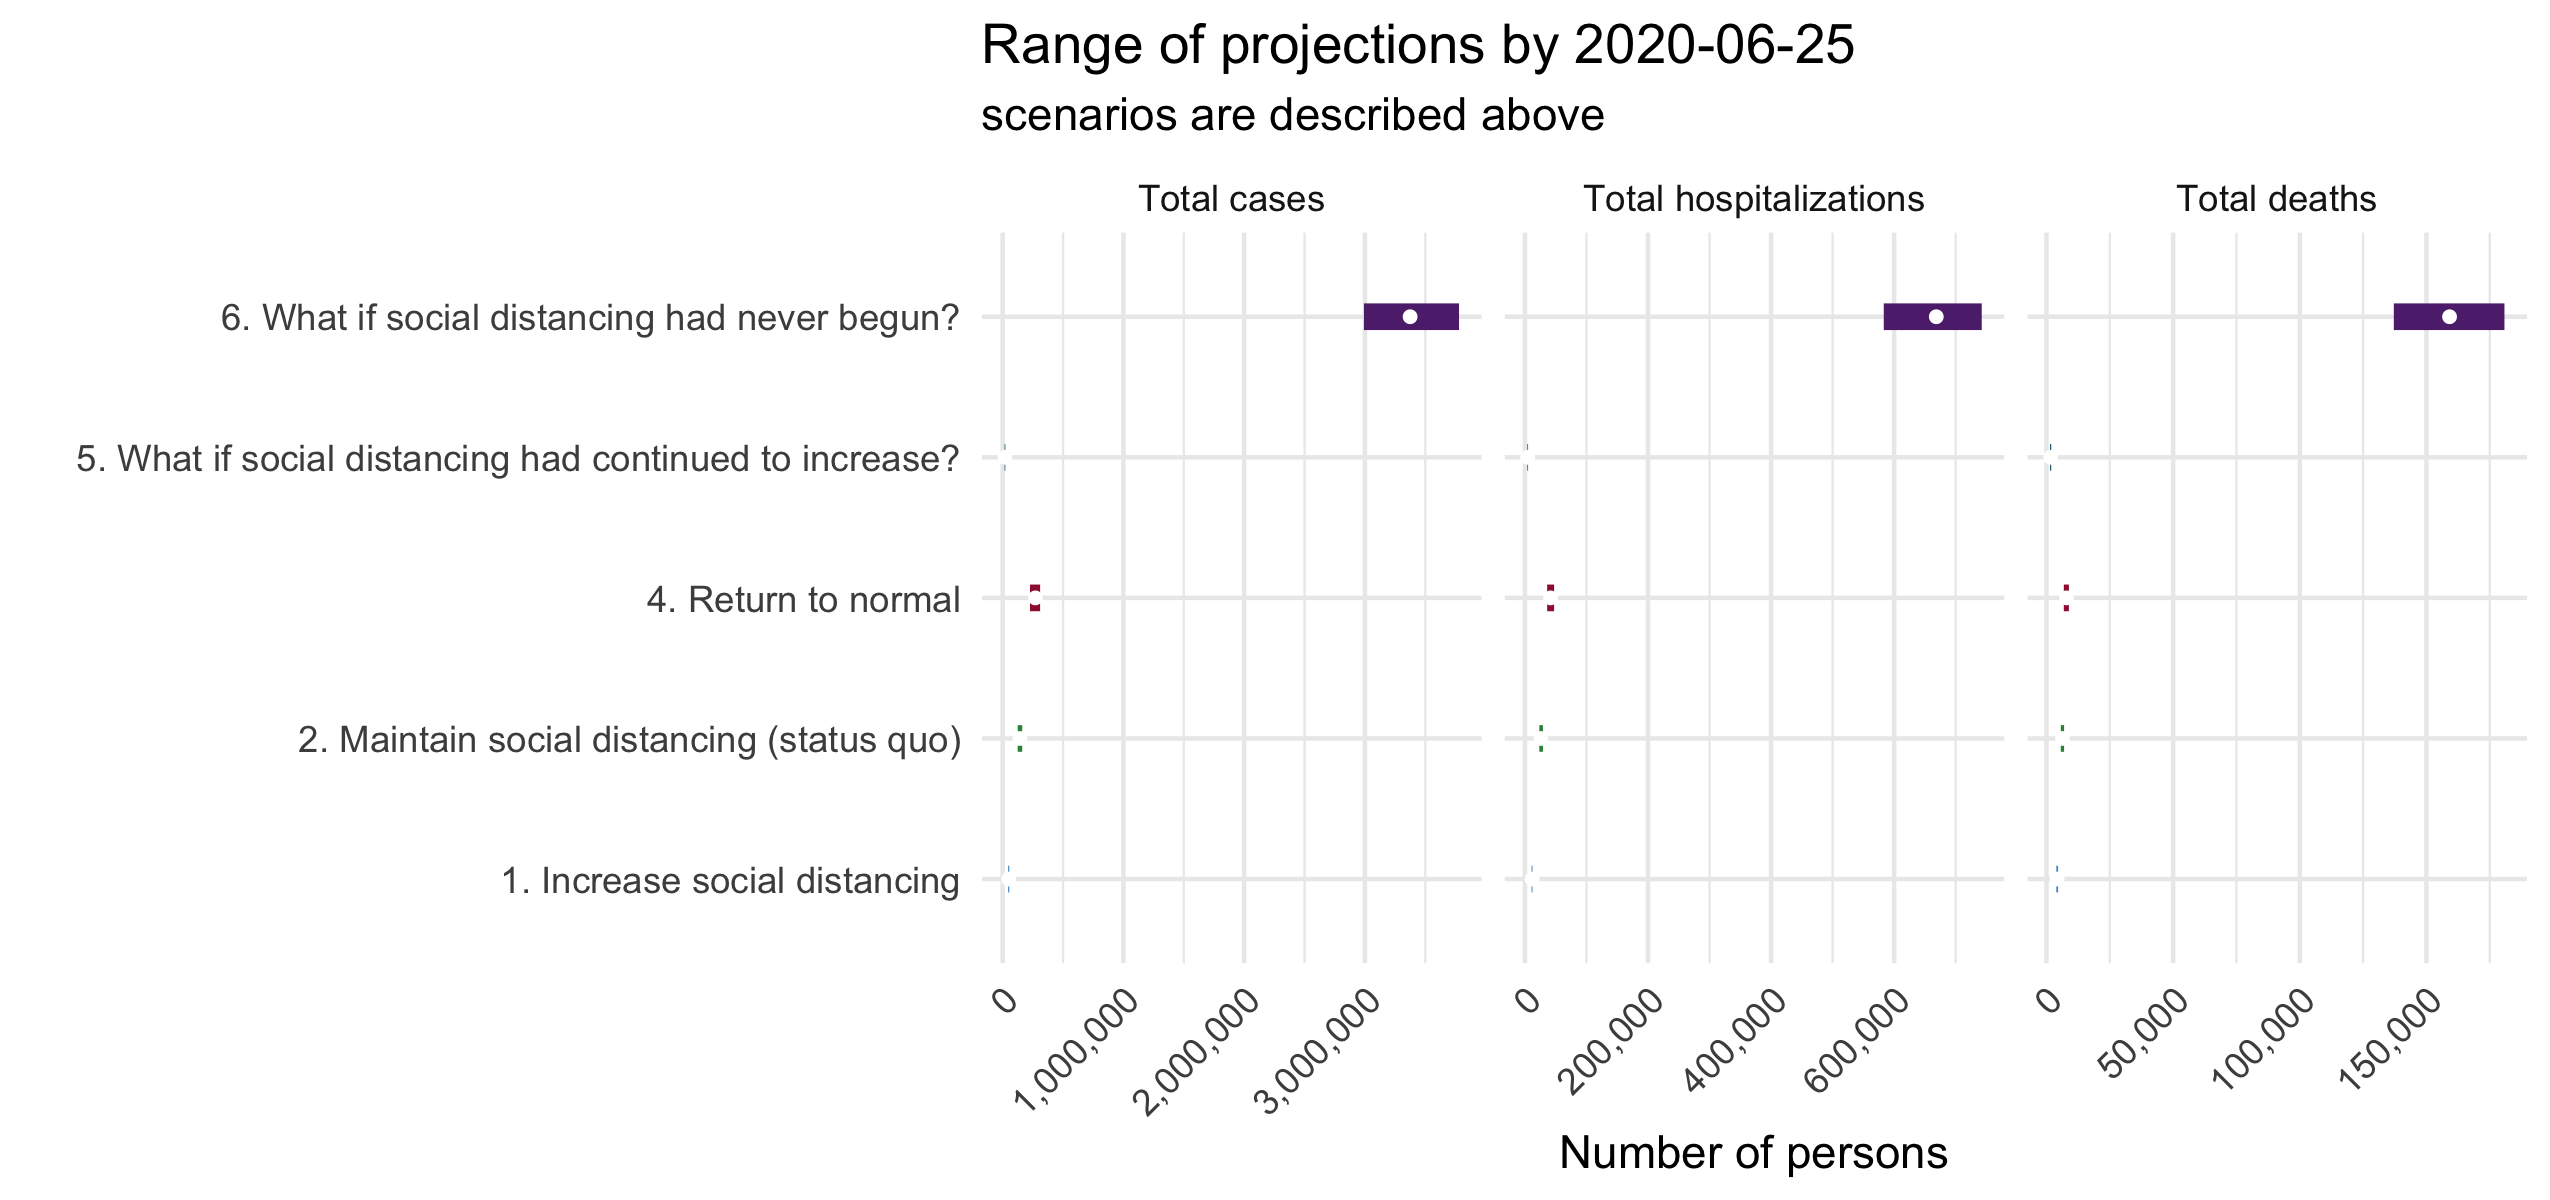 Range of projections by 2020-06-25
scenarios are described above
Total cases
Total hospitalizations
Total deaths
6. What if social distancing had never begun?
5. What if social distancing had continued to increase?
4. Return to normal
2. Maintain social distancing (status quo)
1. Increase social distancing
0
1,000,000
2,000,000
3,000,000
0
200,000
400,000
600,000
0
50,000
100,000
150,000
Number of persons